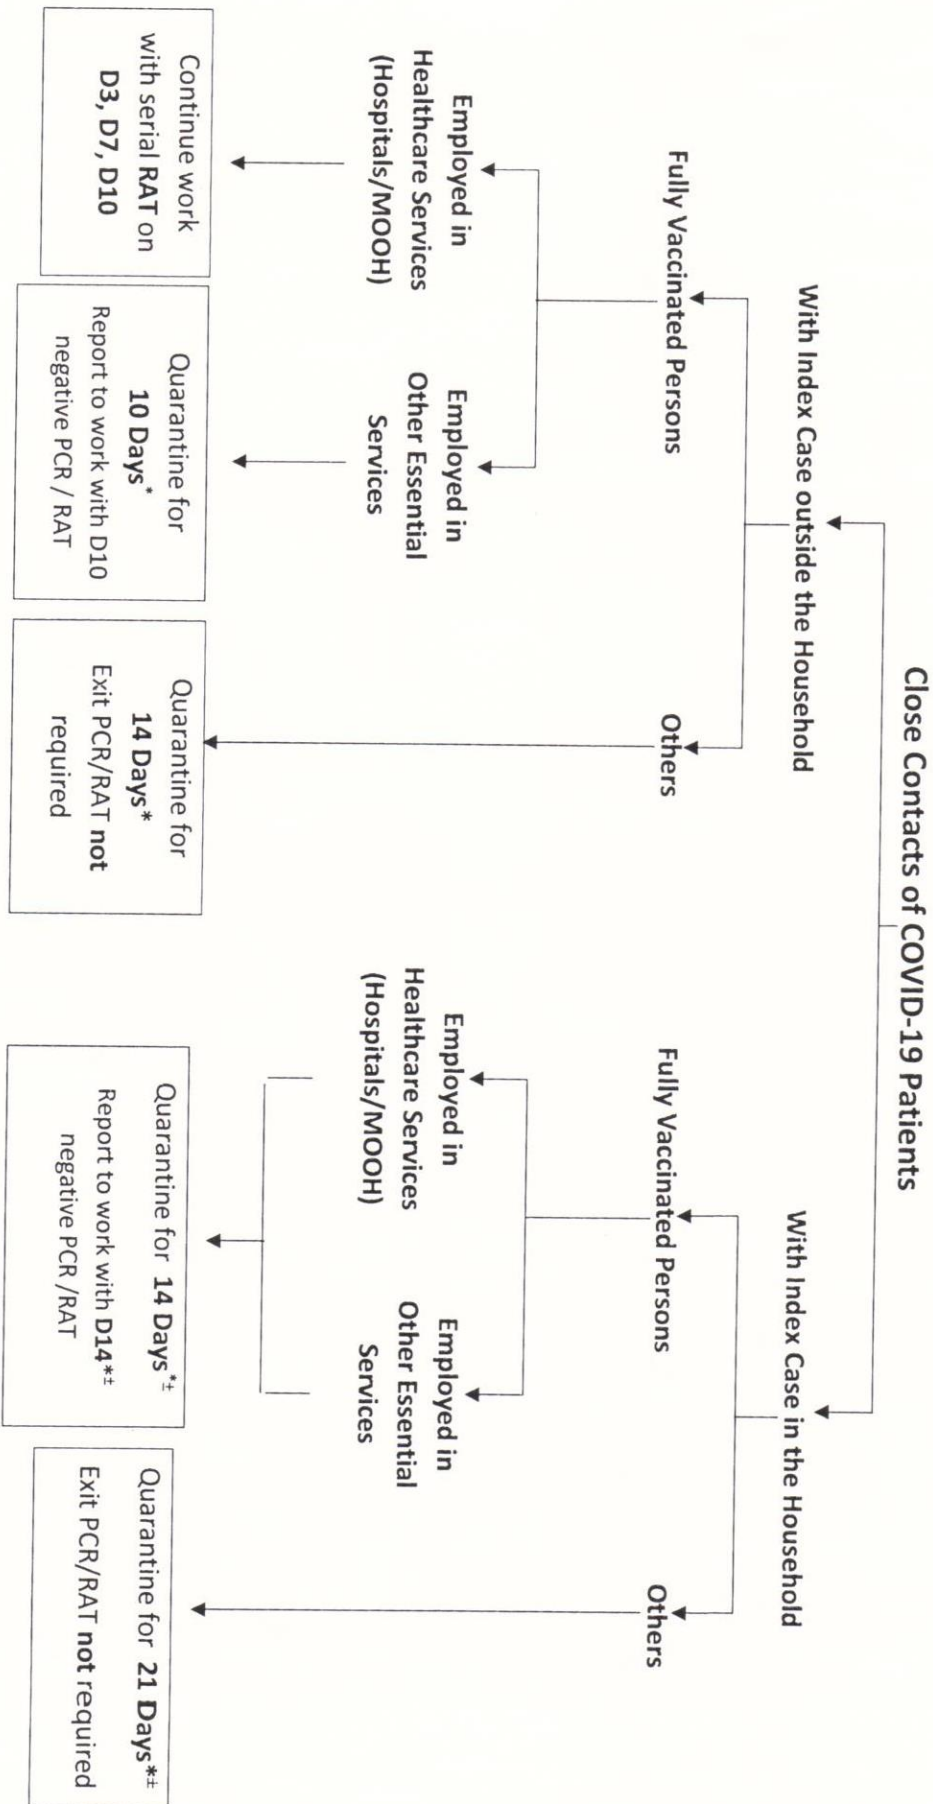 Close Contacts of COVID-19 Patients
With Index Case outside the Household
Fully Vaccinated Persons
Others
Employed in
Healthcare Services
(Hospitals/MOOH)
Employed in
Other Essential
Services
Continue work
with serial RAT on
D3, D7, D10
Quarantine for
10 Days*
Report to work with D10
negative PCR / RAT
Quarantine for
14 Days*
Exit PCR/RAT not
required
With Index Case in the Household
Fully Vaccinated Persons
Others
Employed in
Healthcare Services
(Hospitals/MOOH)
Employed in
Other Essential
Services
Quarantine for 14 Days*±
Report to work with D14*±
negative PCR /RAT
Quarantine for 21 Days*±
Exit PCR/RAT not required